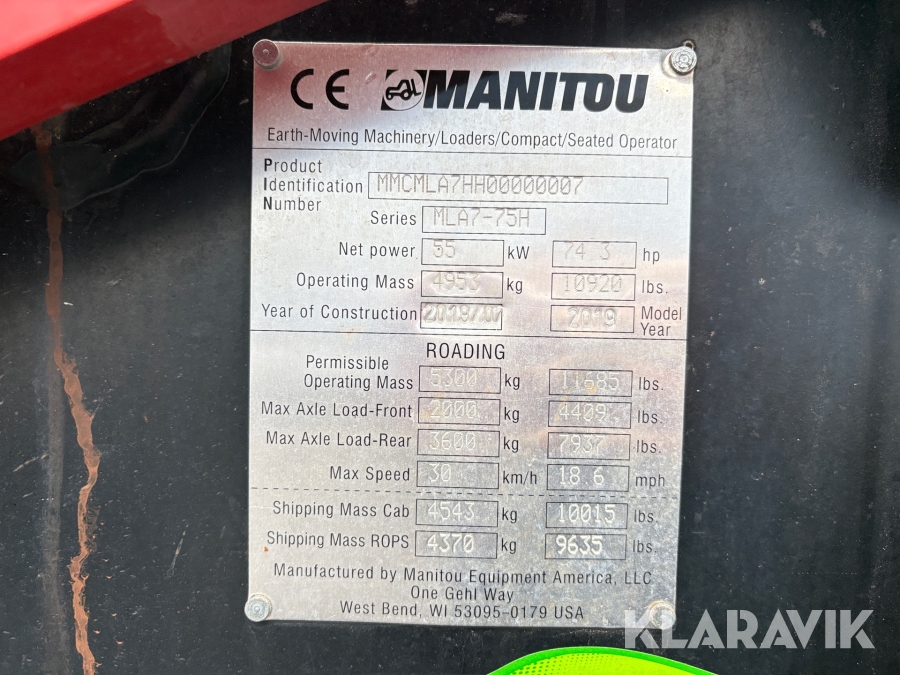 CE MANITOU
Earth-Moving Machinery/Loaders/Compact/Seated Operator
Product
Identification MMCMLA7HH00000007
Number
Series MLA7-75H
Net power 55 kW 74.3 hp
Operating Mass 4953 kg 10920 lbs.
Year of Construction 2019 Model Year
ROADING
Permissible
Operating Mass 5300 kg 11685 lbs.
Max Axle Load-Front 2000 kg 4409 lbs.
Max Axle Load-Rear 3600 kg 7937 lbs.
Max Speed 30 km/h 18.6 mph
Shipping Mass Cab 4543 kg 10015 lbs.
Shipping Mass ROPS 4370 kg 9635 lbs.
Manufactured by Manitou Equipment America, LLC
One Gehl Way
West Bend, WI 53095-0179 USA
KLARAVIK